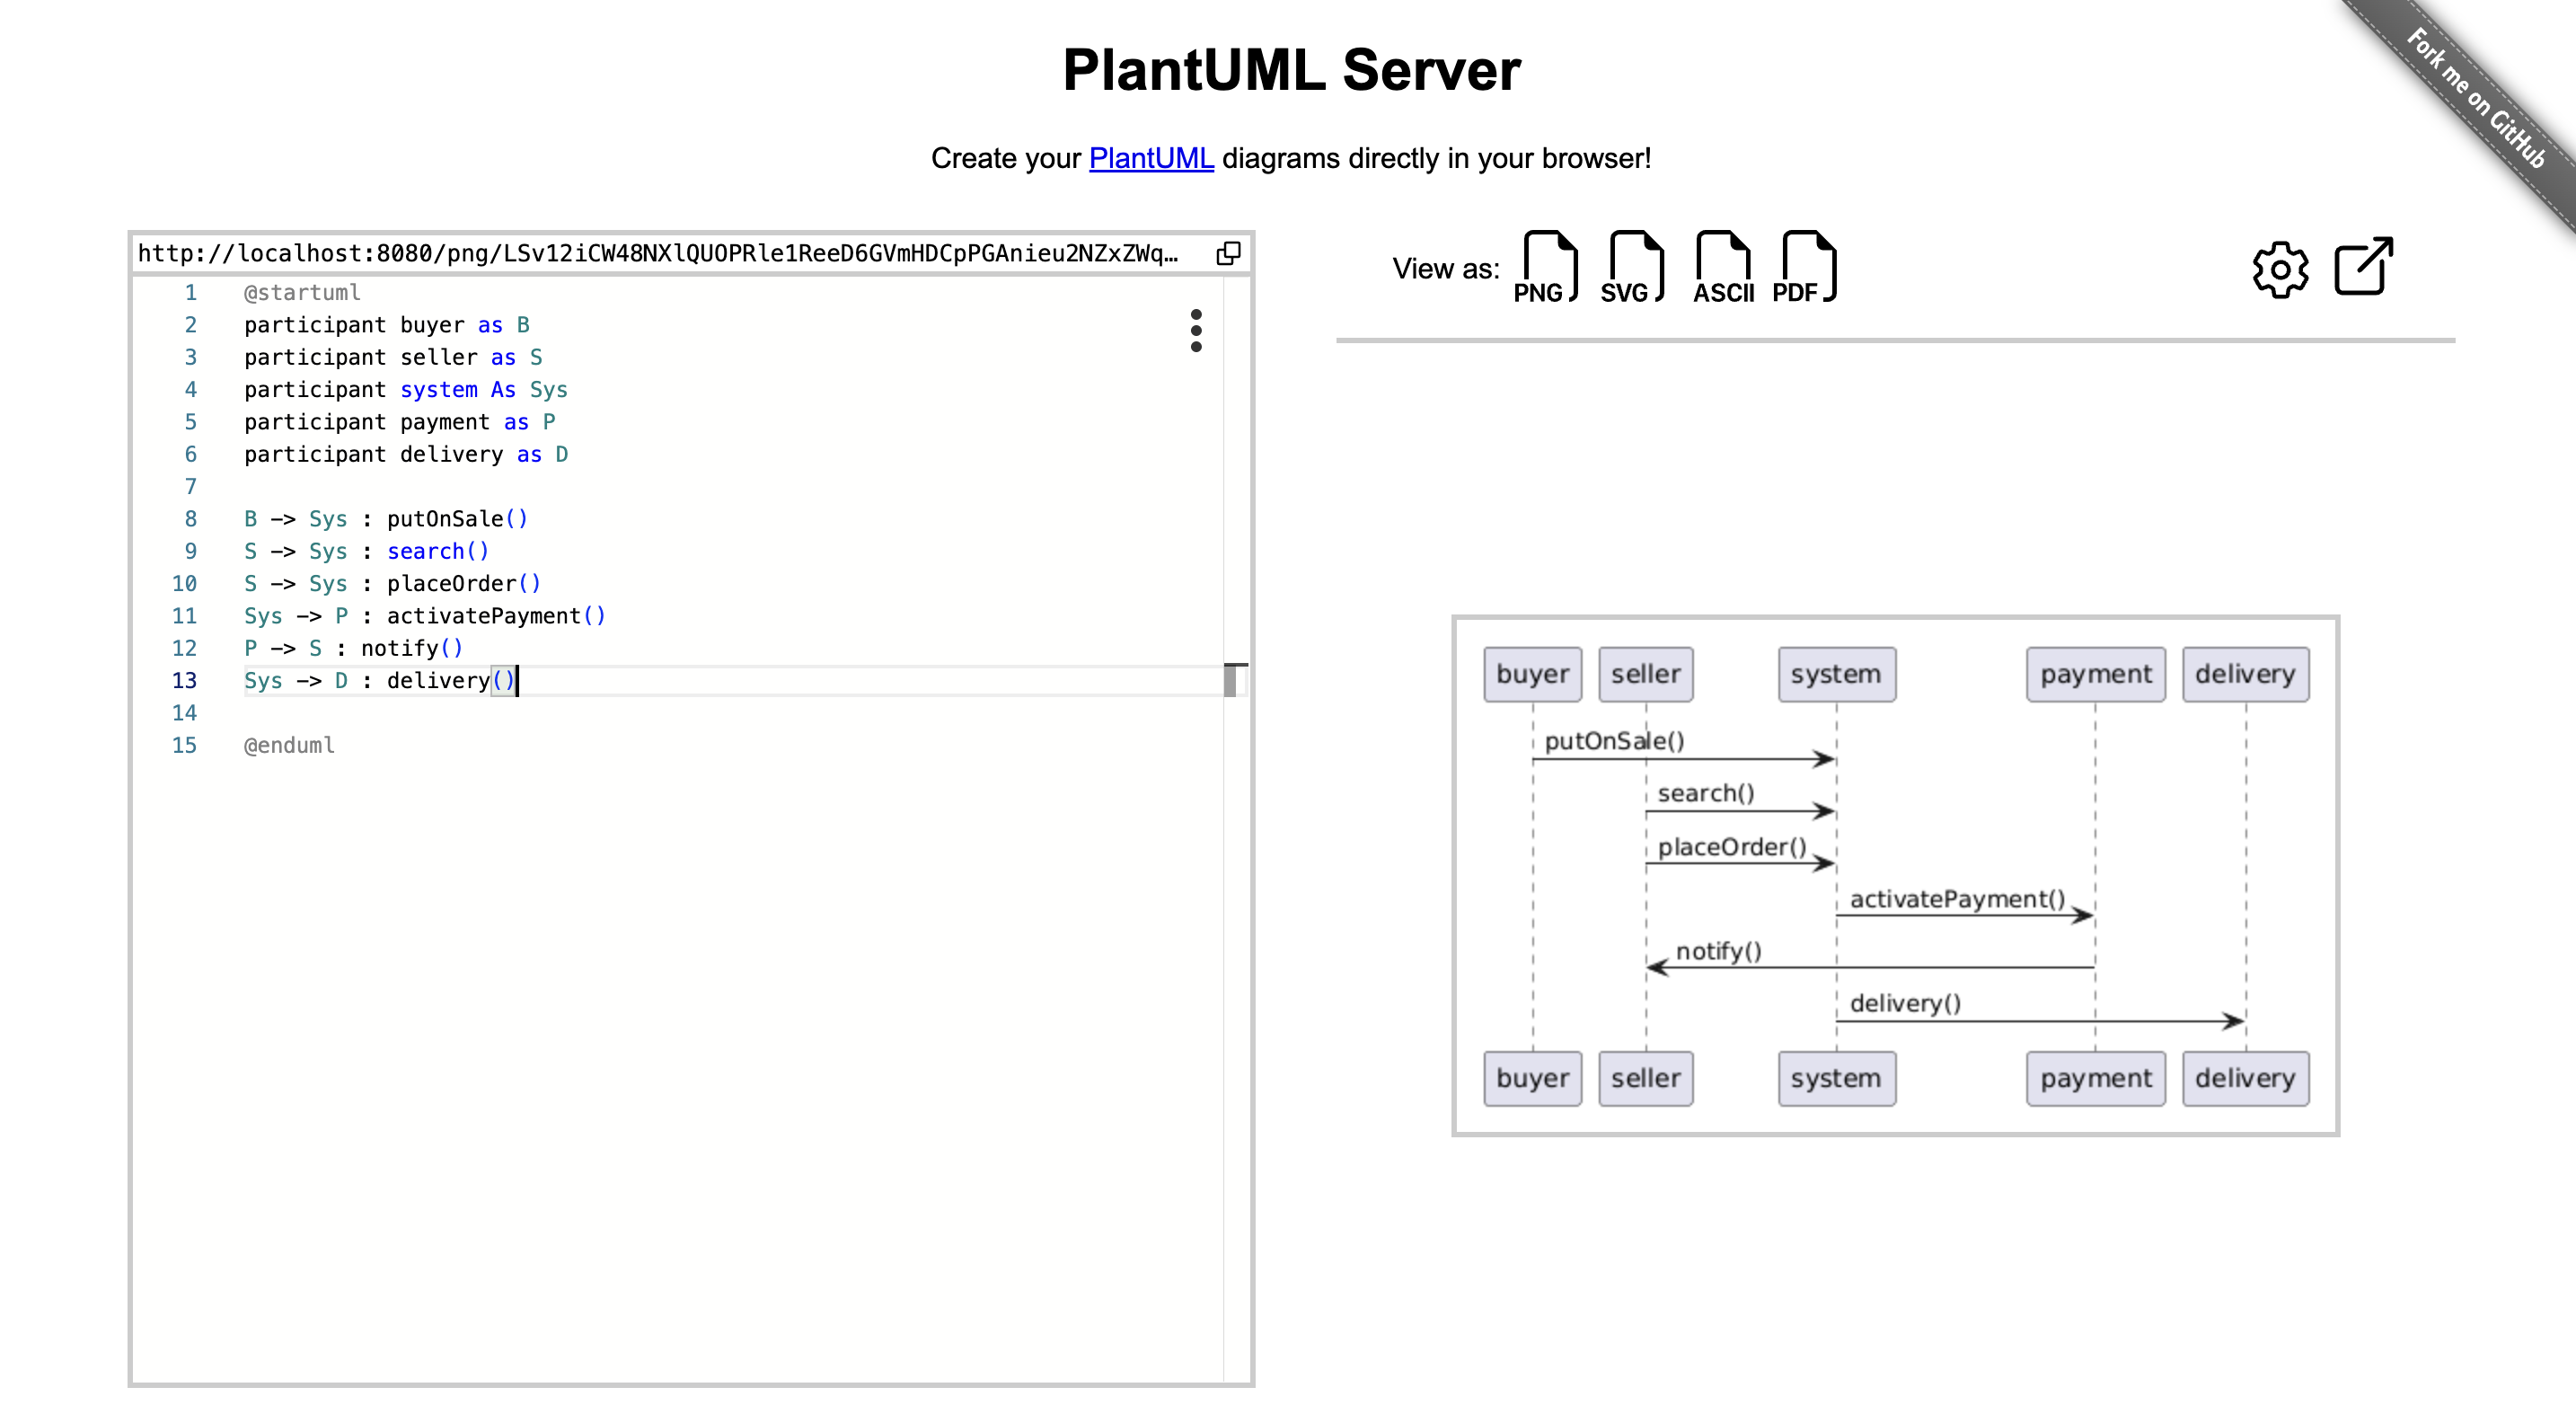 PlantUML Server
Fork me on GitHub
Create your PlantUML diagrams directly in your browser!
http://localhost:8080/png/LSv12iCW48NXlQUOPRle1ReeD6GVmHDCpPGAnieu2NZxZWq…
1 @startuml
2 participant buyer as B
3 participant seller as S
4 participant system As Sys
5 participant payment as P
6 participant delivery as D
7
8 B -> Sys : putOnSale()
9 S -> Sys : search()
10 S -> Sys : placeOrder()
11 Sys -> P : activatePayment()
12 P -> S : notify()
13 Sys -> D : delivery()
14
15 @enduml
View as: PNG SVG ASCII PDF
buyer seller system payment delivery
putOnSale()
search()
placeOrder()
activatePayment()
notify()
delivery()
buyer seller system payment delivery